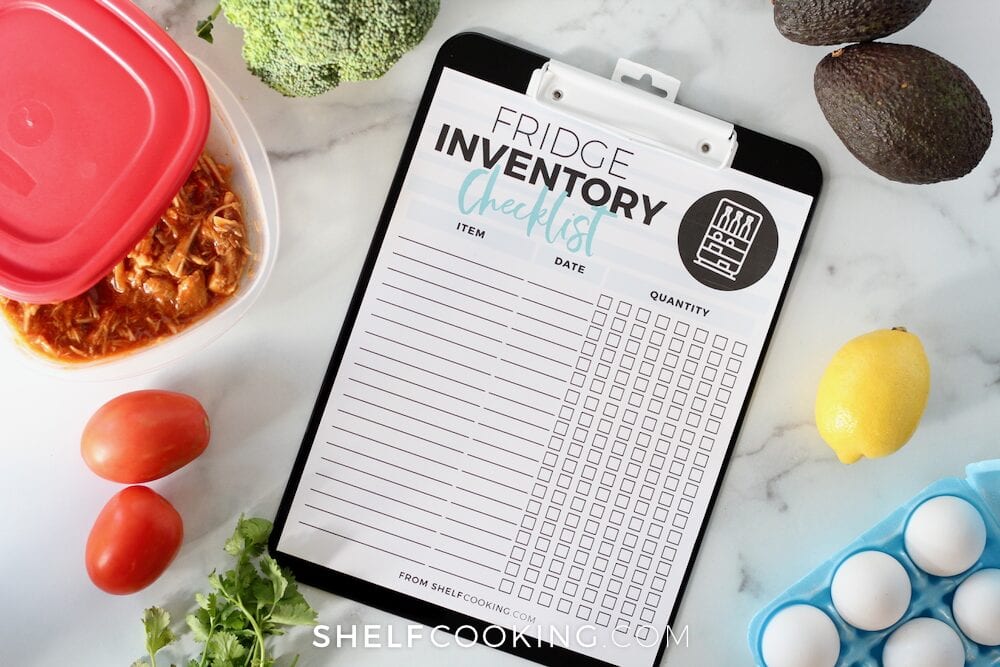 FRIDGE
INVENTORY
Checklist
ITEM DATE QUANTITY
FROM SHELFCOOKING.COM
SHELFCOOKING.COM